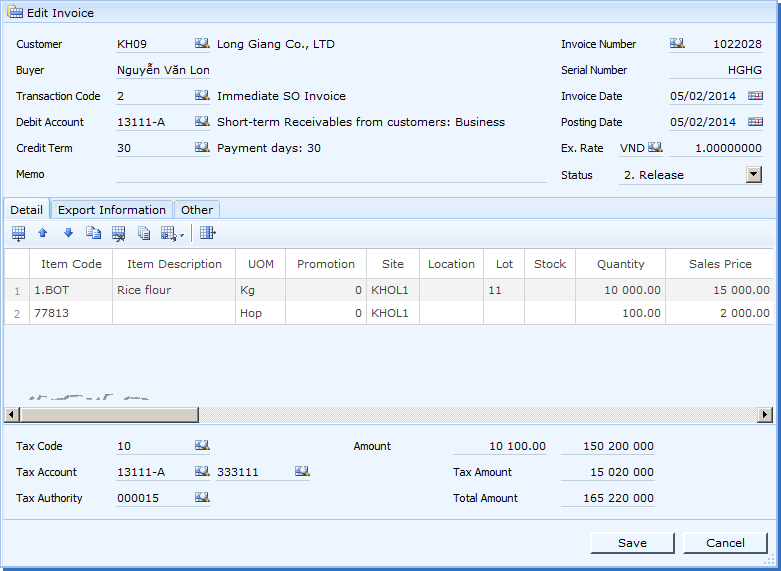 Edit Invoice
Customer KH09 Long Giang Co., LTD Invoice Number 1022028
Buyer Nguyễn Văn Lon Serial Number HGHG
Transaction Code 2 Immediate SO Invoice Invoice Date 05/02/2014
Debit Account 13111-A Short-term Receivables from customers: Business Posting Date 05/02/2014
Credit Term 30 Payment days: 30 Ex. Rate VND 1.00000000
Memo Status 2. Release
Detail Export Information Other
Item Code Item Description UOM Promotion Site Location Lot Stock Quantity Sales Price
1 1.BOT Rice flour Kg 0 KHOL1 11 10 000.00 15 000.00
2 77813 Hop 0 KHOL1 100.00 2 000.00
Tax Code 10 Amount 10 100.00 150 200 000
Tax Account 13111-A 333111 Tax Amount 15 020 000
Tax Authority 000015 Total Amount 165 220 000
Save Cancel